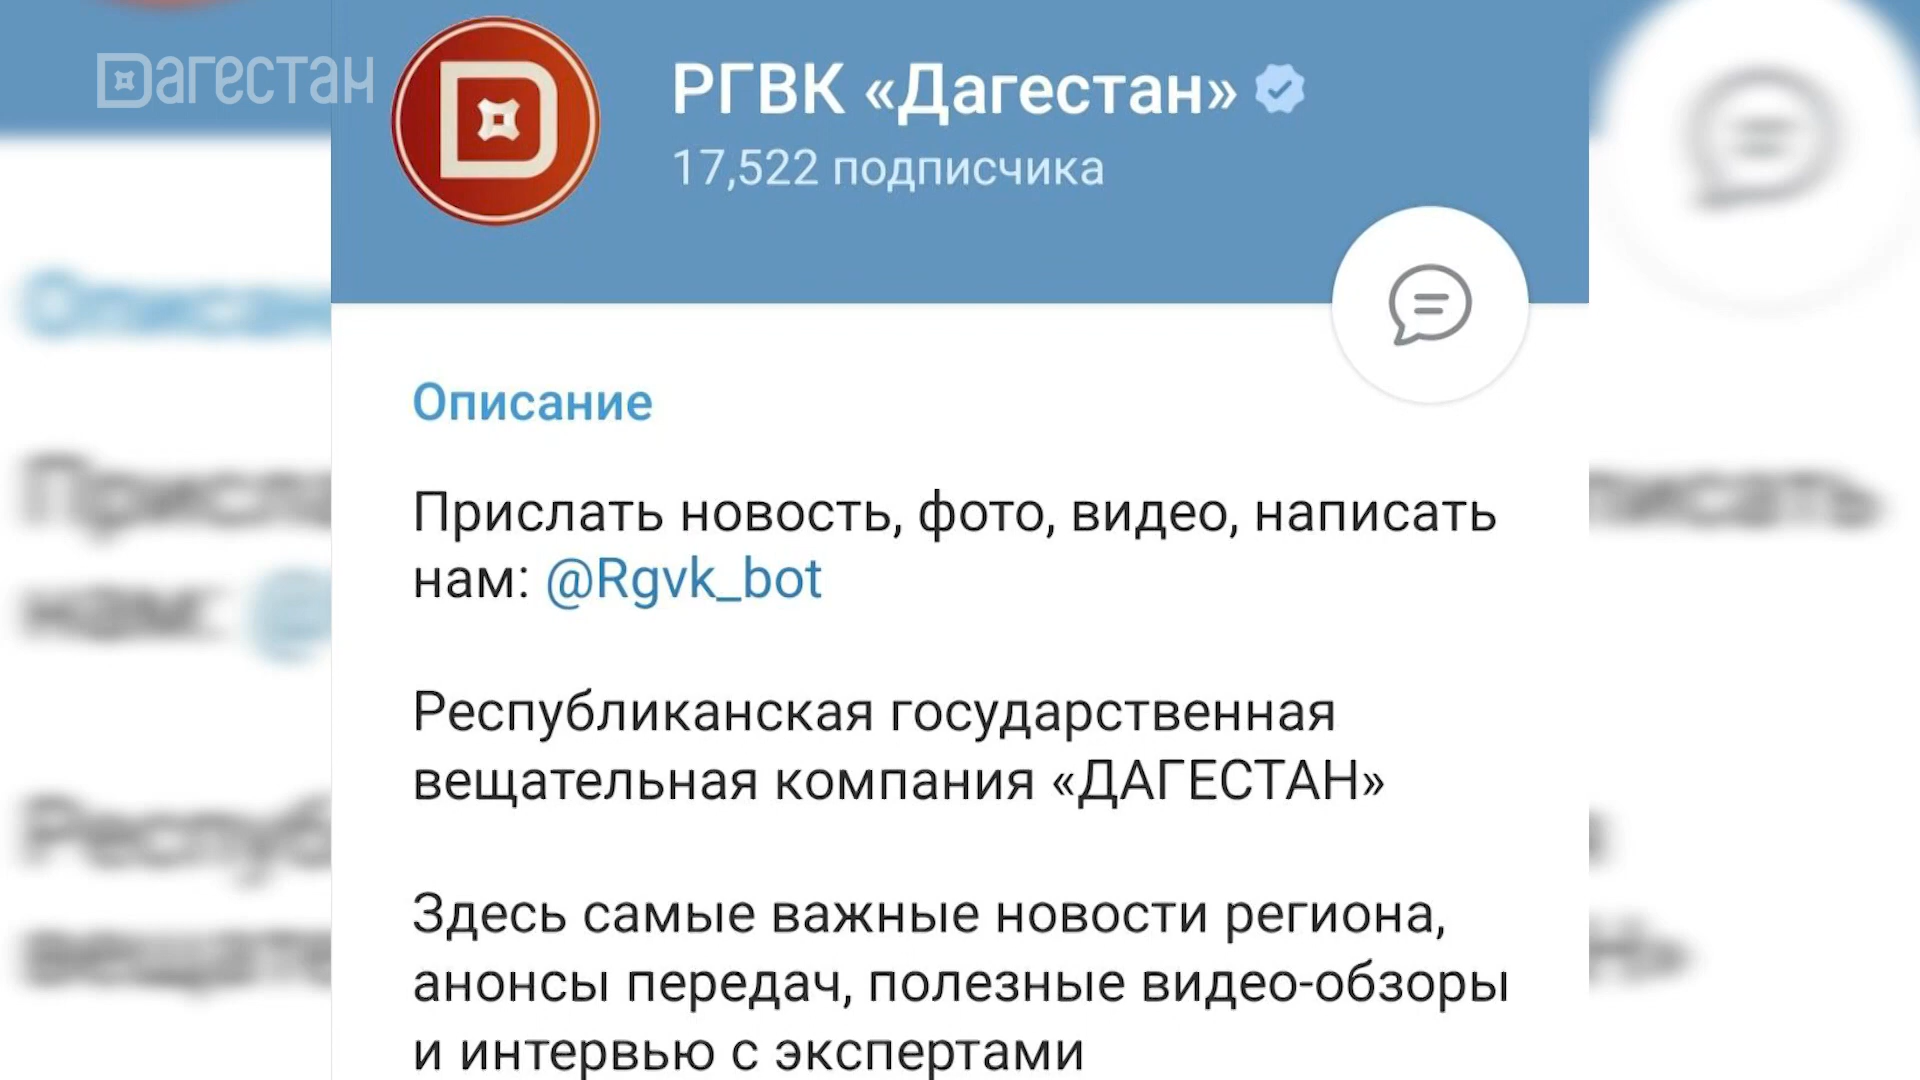 Дагестан
РГВК «Дагестан»
17,522 подписчика
Описание
Прислать новость, фото, видео, написать
нам: @Rgvk_bot
Республиканская государственная
вещательная компания «ДАГЕСТАН»
Здесь самые важные новости региона,
анонсы передач, полезные видео-обзоры
и интервью с экспертами